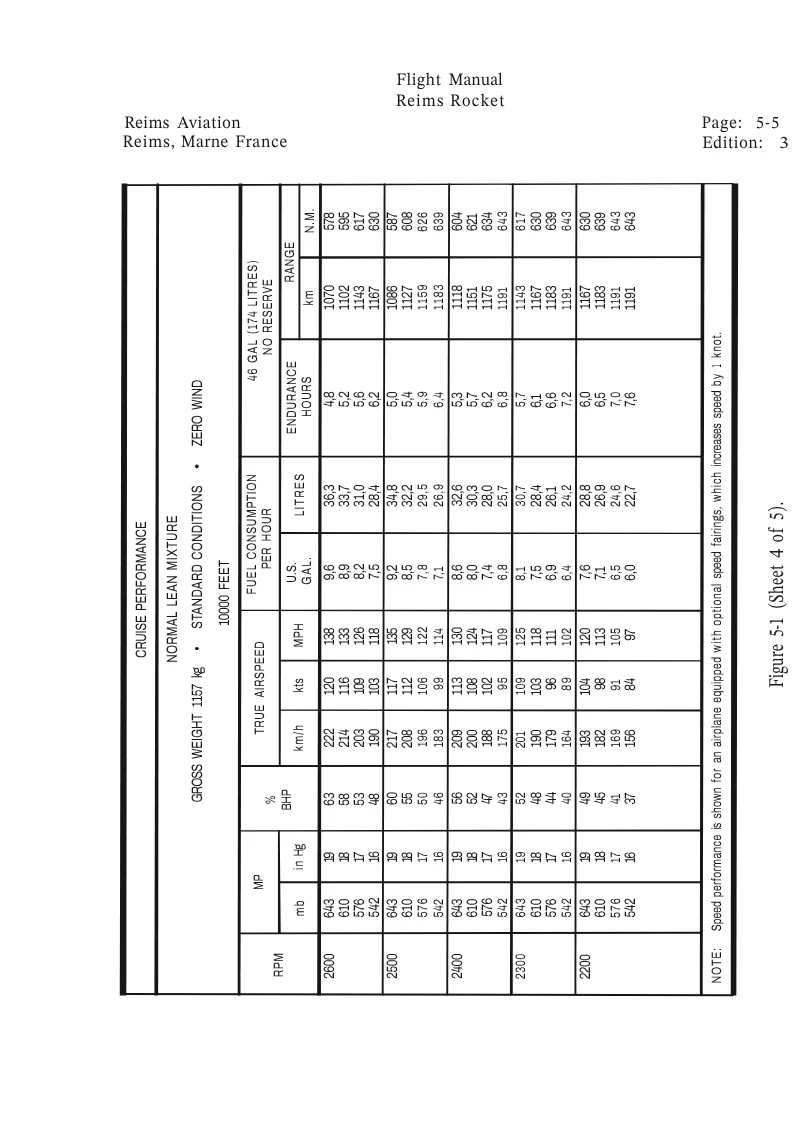 Flight Manual
Reims Rocket
Reims Aviation
Reims, Marne France
Page: 5-5
Edition: 3
CRUISE PERFORMANCE
NORMAL LEAN MIXTURE
GROSS WEIGHT 1157 kg • STANDARD CONDITIONS • ZERO WIND
10000 FEET
RPM MP % BHP TRUE AIRSPEED FUEL CONSUMPTION PER HOUR 46 GAL (174 LITRES) NO RESERVE
mb in Hg km/h kts MPH U.S. GAL. LITRES ENDURANCE HOURS RANGE
km N.M.
2600 643 19 63 222 120 138 9,6 36,3 4,8 1070 578
610 18 58 214 116 133 8,9 33,7 5,2 1102 595
576 17 53 203 109 126 8,2 31,0 5,6 1143 617
542 16 48 190 103 118 7,5 28,4 6,2 1167 630
2500 643 19 60 217 117 135 9,2 34,8 5,0 1086 587
610 18 55 208 112 129 8,5 32,2 5,4 1127 608
576 17 50 196 106 122 7,8 29,5 5,9 1159 626
542 16 46 183 99 114 7,1 26,9 6,4 1183 639
2400 643 19 56 209 113 130 8,6 32,6 5,3 1118 604
610 18 52 200 108 124 8,0 30,3 5,7 1151 621
576 17 47 188 102 117 7,4 28,0 6,2 1175 634
542 16 43 175 95 109 6,8 25,7 6,8 1191 643
2300 643 19 52 201 109 125 8,1 30,7 5,7 1143 617
610 18 48 190 103 118 7,5 28,4 6,1 1167 630
576 17 44 179 96 111 6,9 26,1 6,6 1183 639
542 16 40 164 89 102 6,4 24,2 7,2 1191 643
2200 643 19 49 193 104 120 7,6 28,8 6,0 1167 630
610 18 45 182 98 113 7,1 26,9 6,5 1183 639
576 17 41 169 91 105 6,5 24,6 7,0 1191 643
542 16 37 156 84 97 6,0 22,7 7,6 1191 643
NOTE: Speed performance is shown for an airplane equipped with optional speed fairings, which increases speed by 1 knot.
Figure 5-1 (Sheet 4 of 5).